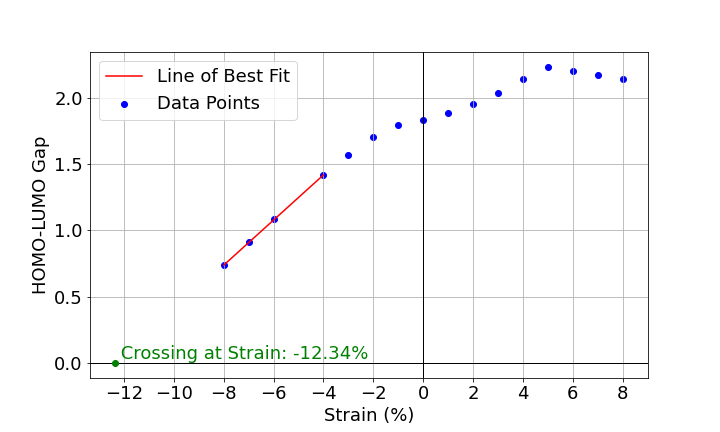 Line of Best Fit
Data Points
HOMO-LUMO Gap
2.0
1.5
1.0
0.5
0.0
Crossing at Strain: -12.34%
−12 −10 −8 −6 −4 −2 0 2 4 6 8
Strain (%)